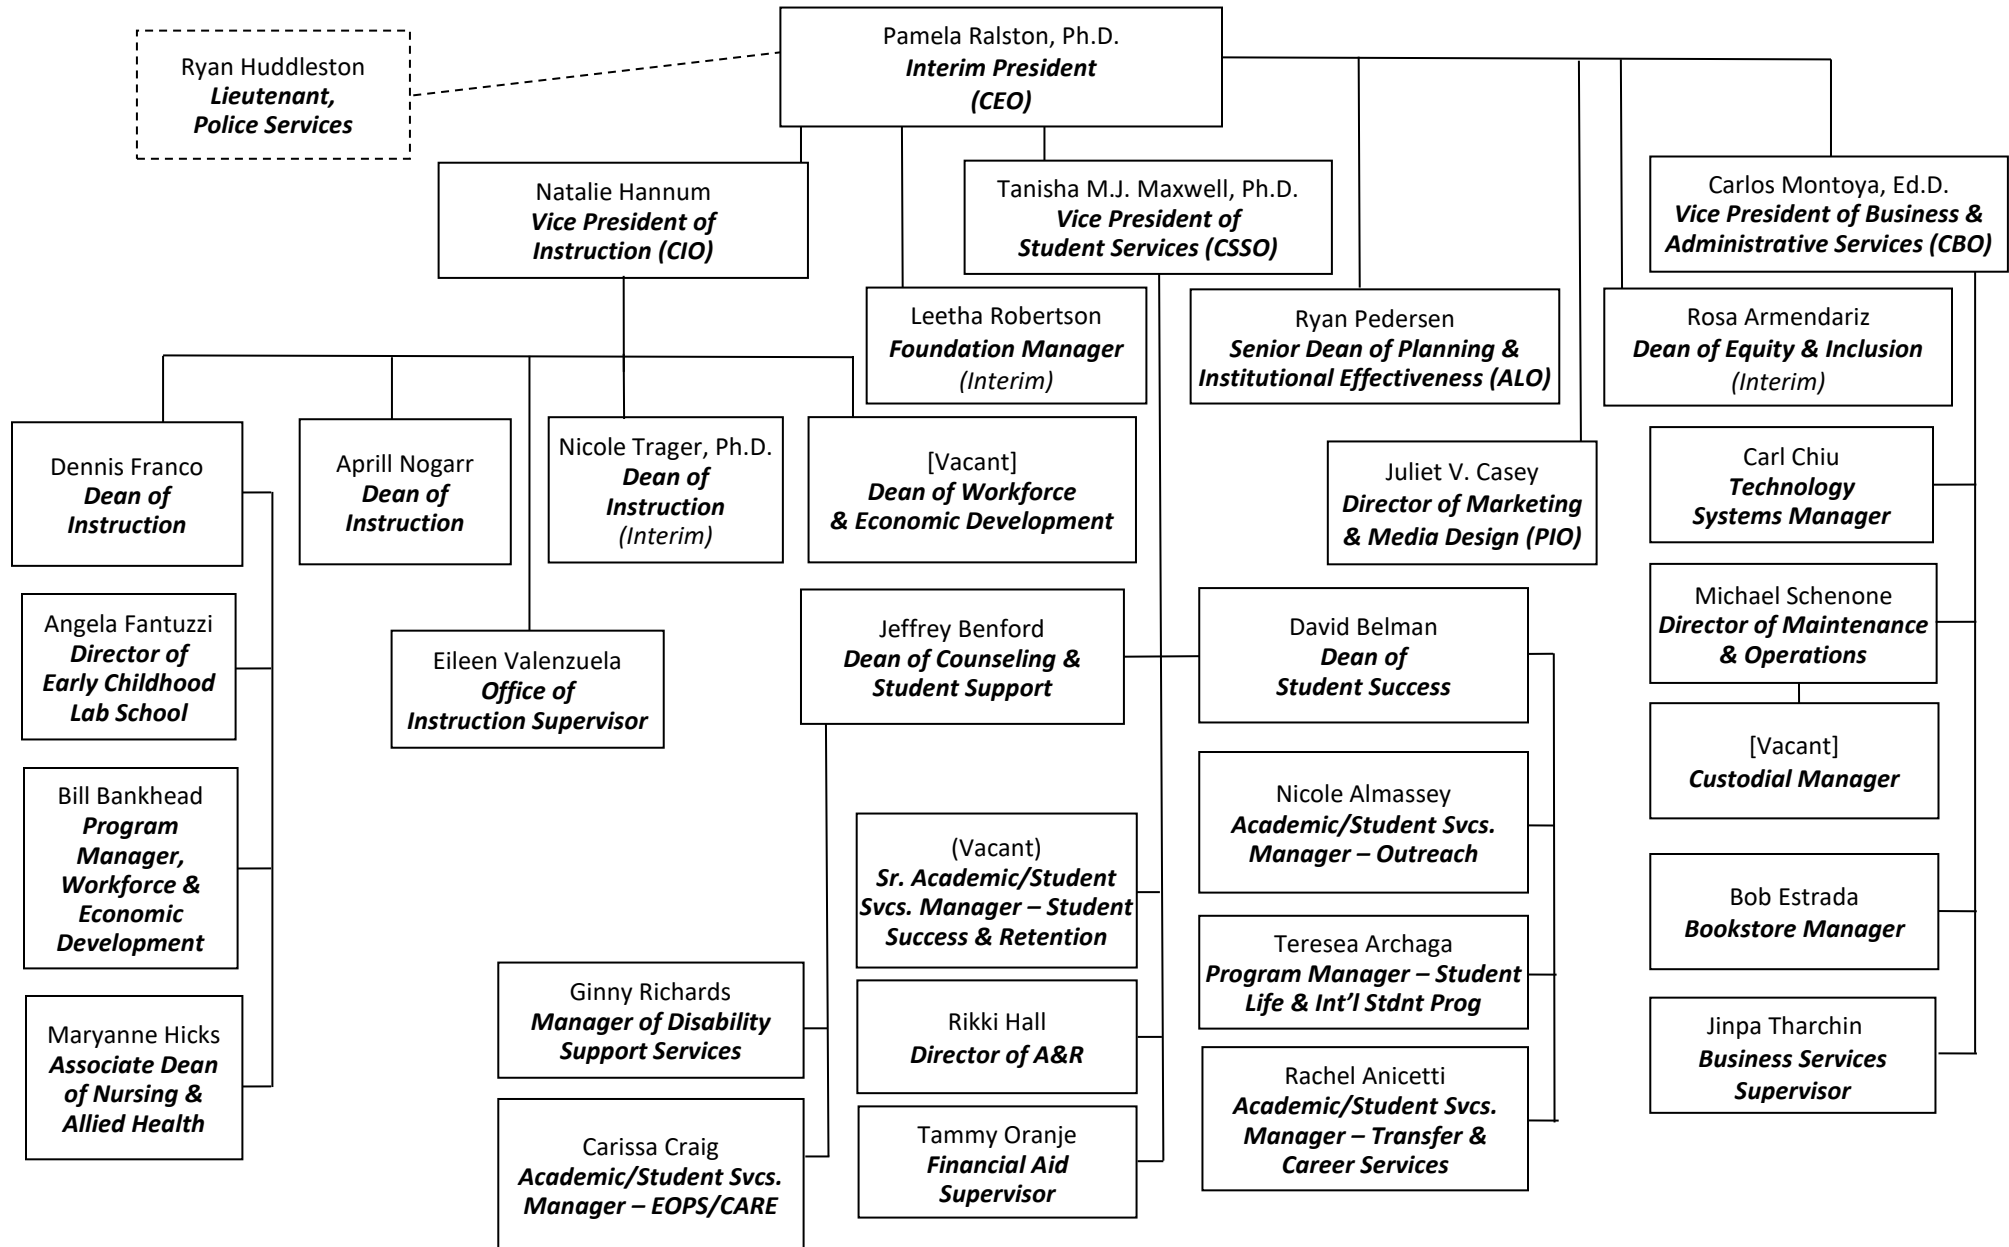 Ryan Huddleston
Lieutenant,
Police Services
Pamela Ralston, Ph.D.
Interim President
(CEO)
Natalie Hannum
Vice President of
Instruction (CIO)
Tanisha M.J. Maxwell, Ph.D.
Vice President of
Student Services (CSSO)
Carlos Montoya, Ed.D.
Vice President of Business &
Administrative Services (CBO)
Leetha Robertson
Foundation Manager
(Interim)
Ryan Pedersen
Senior Dean of Planning &
Institutional Effectiveness (ALO)
Rosa Armendariz
Dean of Equity & Inclusion
(Interim)
Dennis Franco
Dean of
Instruction
Aprill Nogarr
Dean of
Instruction
Nicole Trager, Ph.D.
Dean of
Instruction
(Interim)
[Vacant]
Dean of Workforce
& Economic Development
Juliet V. Casey
Director of Marketing
& Media Design (PIO)
Carl Chiu
Technology
Systems Manager
Angela Fantuzzi
Director of
Early Childhood
Lab School
Eileen Valenzuela
Office of
Instruction Supervisor
Jeffrey Benford
Dean of Counseling &
Student Support
David Belman
Dean of
Student Success
Michael Schenone
Director of Maintenance
& Operations
[Vacant]
Custodial Manager
Bill Bankhead
Program
Manager,
Workforce &
Economic
Development
(Vacant)
Sr. Academic/Student
Svcs. Manager – Student
Success & Retention
Nicole Almassey
Academic/Student Svcs.
Manager – Outreach
Bob Estrada
Bookstore Manager
Ginny Richards
Manager of Disability
Support Services
Rikki Hall
Director of A&R
Teresea Archaga
Program Manager – Student
Life & Int’l Stdnt Prog
Jinpa Tharchin
Business Services
Supervisor
Maryanne Hicks
Associate Dean
of Nursing &
Allied Health
Carissa Craig
Academic/Student Svcs.
Manager – EOPS/CARE
Tammy Oranje
Financial Aid
Supervisor
Rachel Anicetti
Academic/Student Svcs.
Manager – Transfer &
Career Services